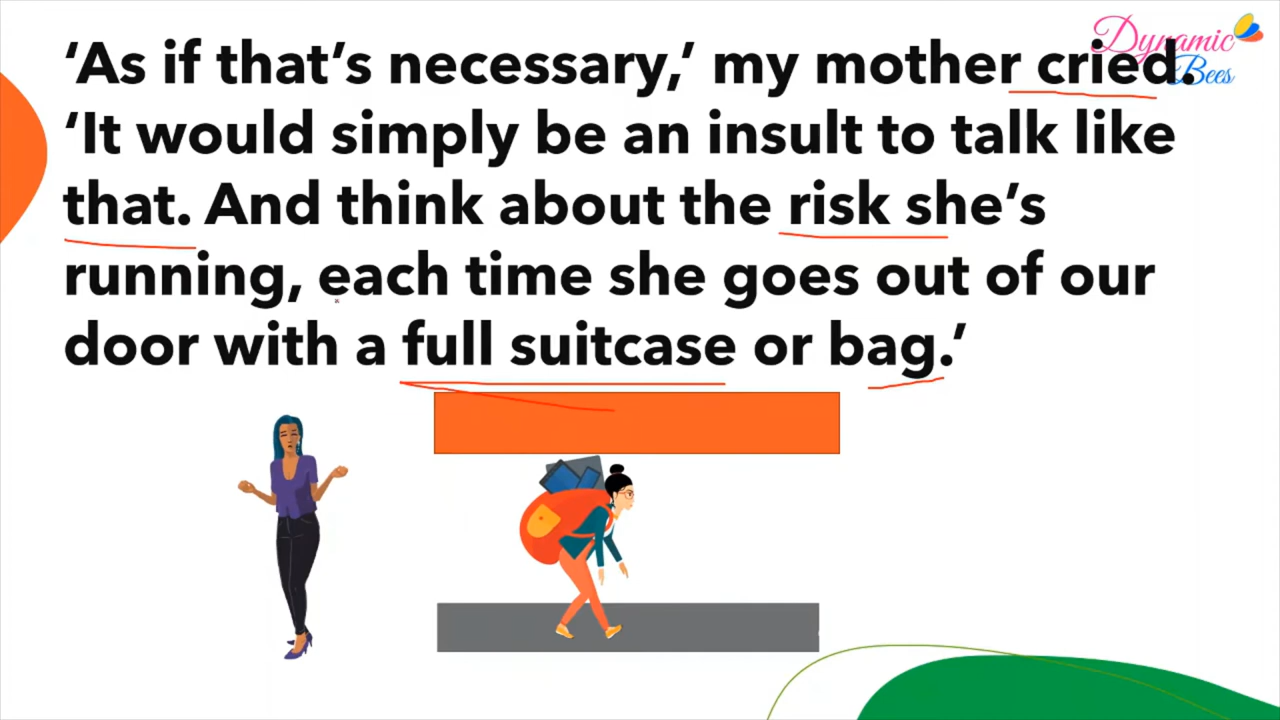 Dynamic
Bees
‘As if that’s necessary,’ my mother cried.
‘It would simply be an insult to talk like
that. And think about the risk she’s
running, each time she goes out of our
door with a full suitcase or bag.’